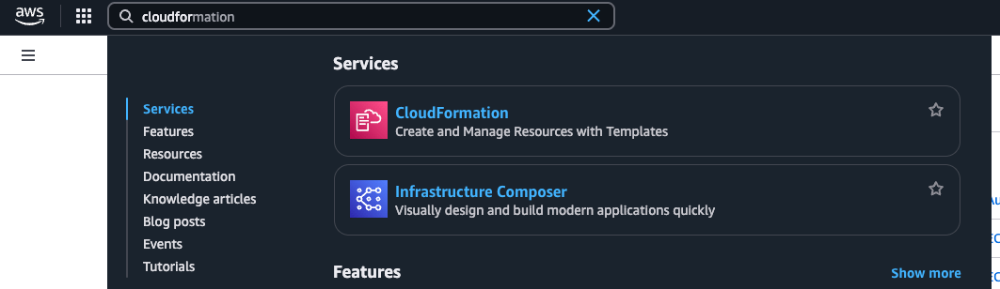 aws
cloudformation
Services
Features
Resources
Documentation
Knowledge articles
Blog posts
Events
Tutorials
Services
CloudFormation
Create and Manage Resources with Templates
Infrastructure Composer
Visually design and build modern applications quickly
Features
Show more